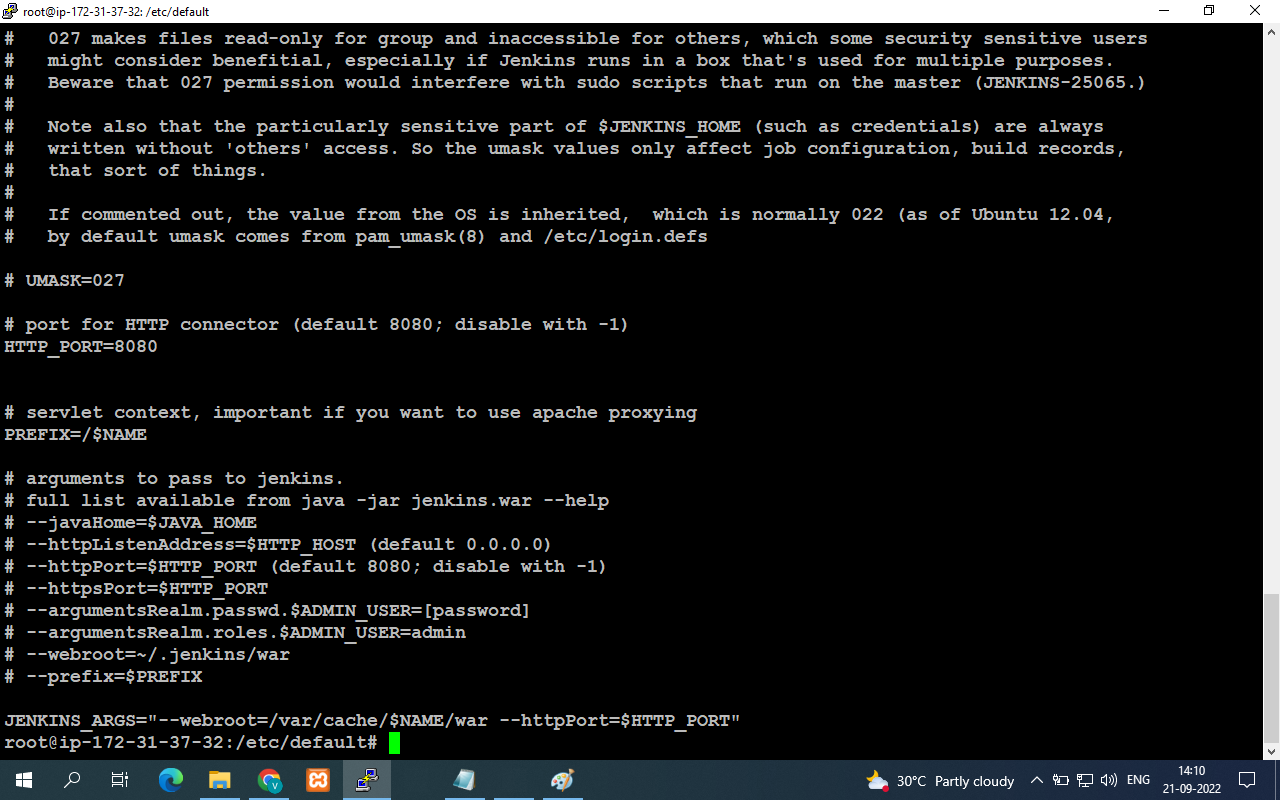 root@ip-172-31-37-32: /etc/default
#   027 makes files read-only for group and inaccessible for others, which some security sensitive users
#   might consider benefitial, especially if Jenkins runs in a box that's used for multiple purposes.
#   Beware that 027 permission would interfere with sudo scripts that run on the master (JENKINS-25065.)
#
#   Note also that the particularly sensitive part of $JENKINS_HOME (such as credentials) are always
#   written without 'others' access. So the umask values only affect job configuration, build records,
#   that sort of things.
#
#   If commented out, the value from the OS is inherited,  which is normally 022 (as of Ubuntu 12.04,
#   by default umask comes from pam_umask(8) and /etc/login.defs
# UMASK=027
# port for HTTP connector (default 8080; disable with -1)
HTTP_PORT=8080
# servlet context, important if you want to use apache proxying
PREFIX=/$NAME
# arguments to pass to jenkins.
# full list available from java -jar jenkins.war --help
# --javaHome=$JAVA_HOME
# --httpListenAddress=$HTTP_HOST (default 0.0.0.0)
# --httpPort=$HTTP_PORT (default 8080; disable with -1)
# --httpsPort=$HTTP_PORT
# --argumentsRealm.passwd.$ADMIN_USER=[password]
# --argumentsRealm.roles.$ADMIN_USER=admin
# --webroot=~/.jenkins/war
# --prefix=$PREFIX
JENKINS_ARGS="--webroot=/var/cache/$NAME/war --httpPort=$HTTP_PORT"
root@ip-172-31-37-32:/etc/default#
30°C Partly cloudy
ENG
14:10
21-09-2022